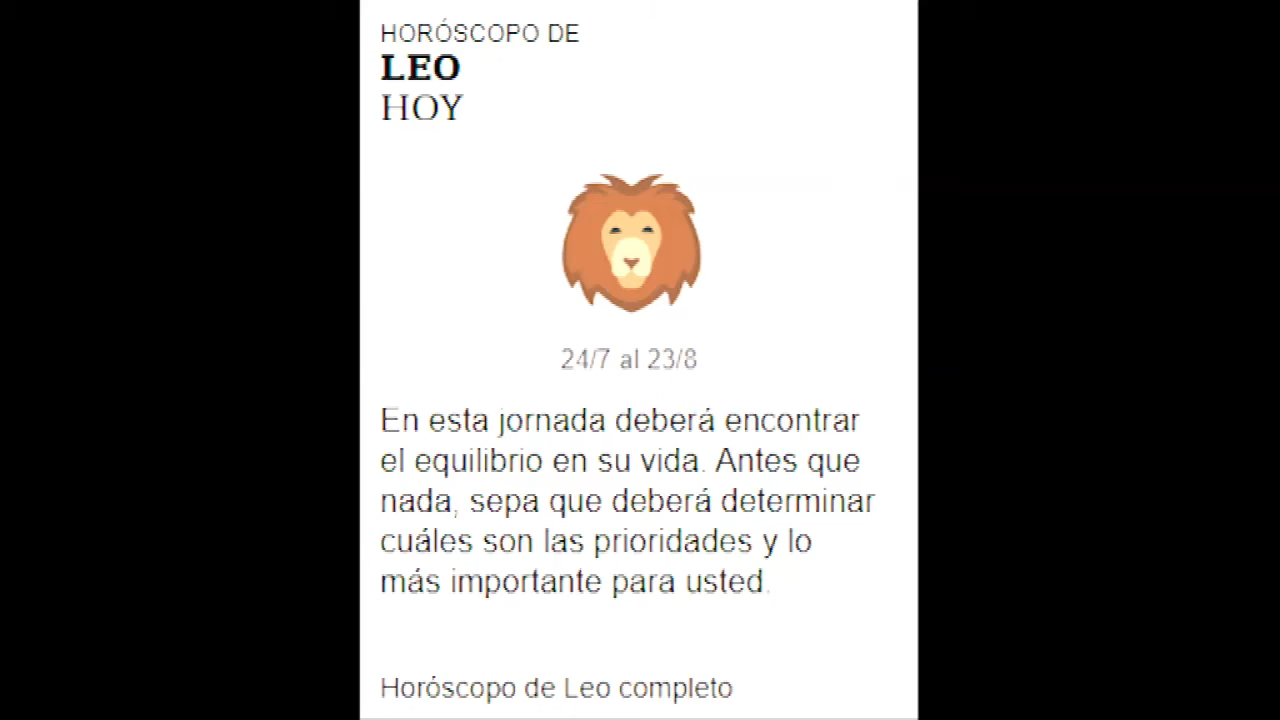 HORÓSCOPO DE
LEO
HOY
24/7 al 23/8
En esta jornada deberá encontrar
el equilibrio en su vida. Antes que
nada, sepa que deberá determinar
cuáles son las prioridades y lo
más importante para usted.
Horóscopo de Leo completo